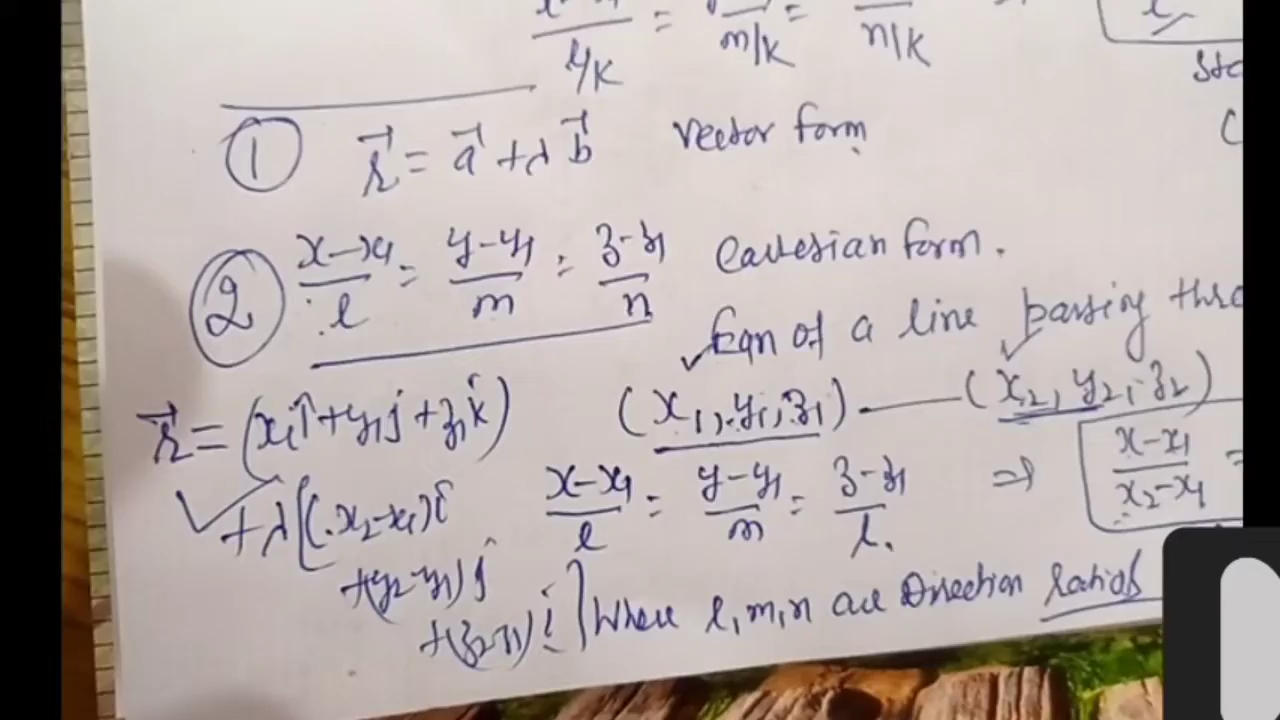 l/K = m/K = n/K
① r⃗ = a⃗ + λ b⃗ vector form
② x-x₁/l = y-y₁/m = z-z₁/n Cartesian form.
Eqn of a line passing thro
(x₁, y₁, z₁) — (x₂, y₂, z₂)
r⃗ = (x₁î + y₁ĵ + z₁k̂)
+ λ[(x₂-x₁)î
+(y₂-y₁)ĵ
+(z₂-z₁)
x-x₁/l = y-y₁/m = z-z₁/l. ⇒ x-x₁/x₂-x₁ =
Where l, m, n are Direction ratios